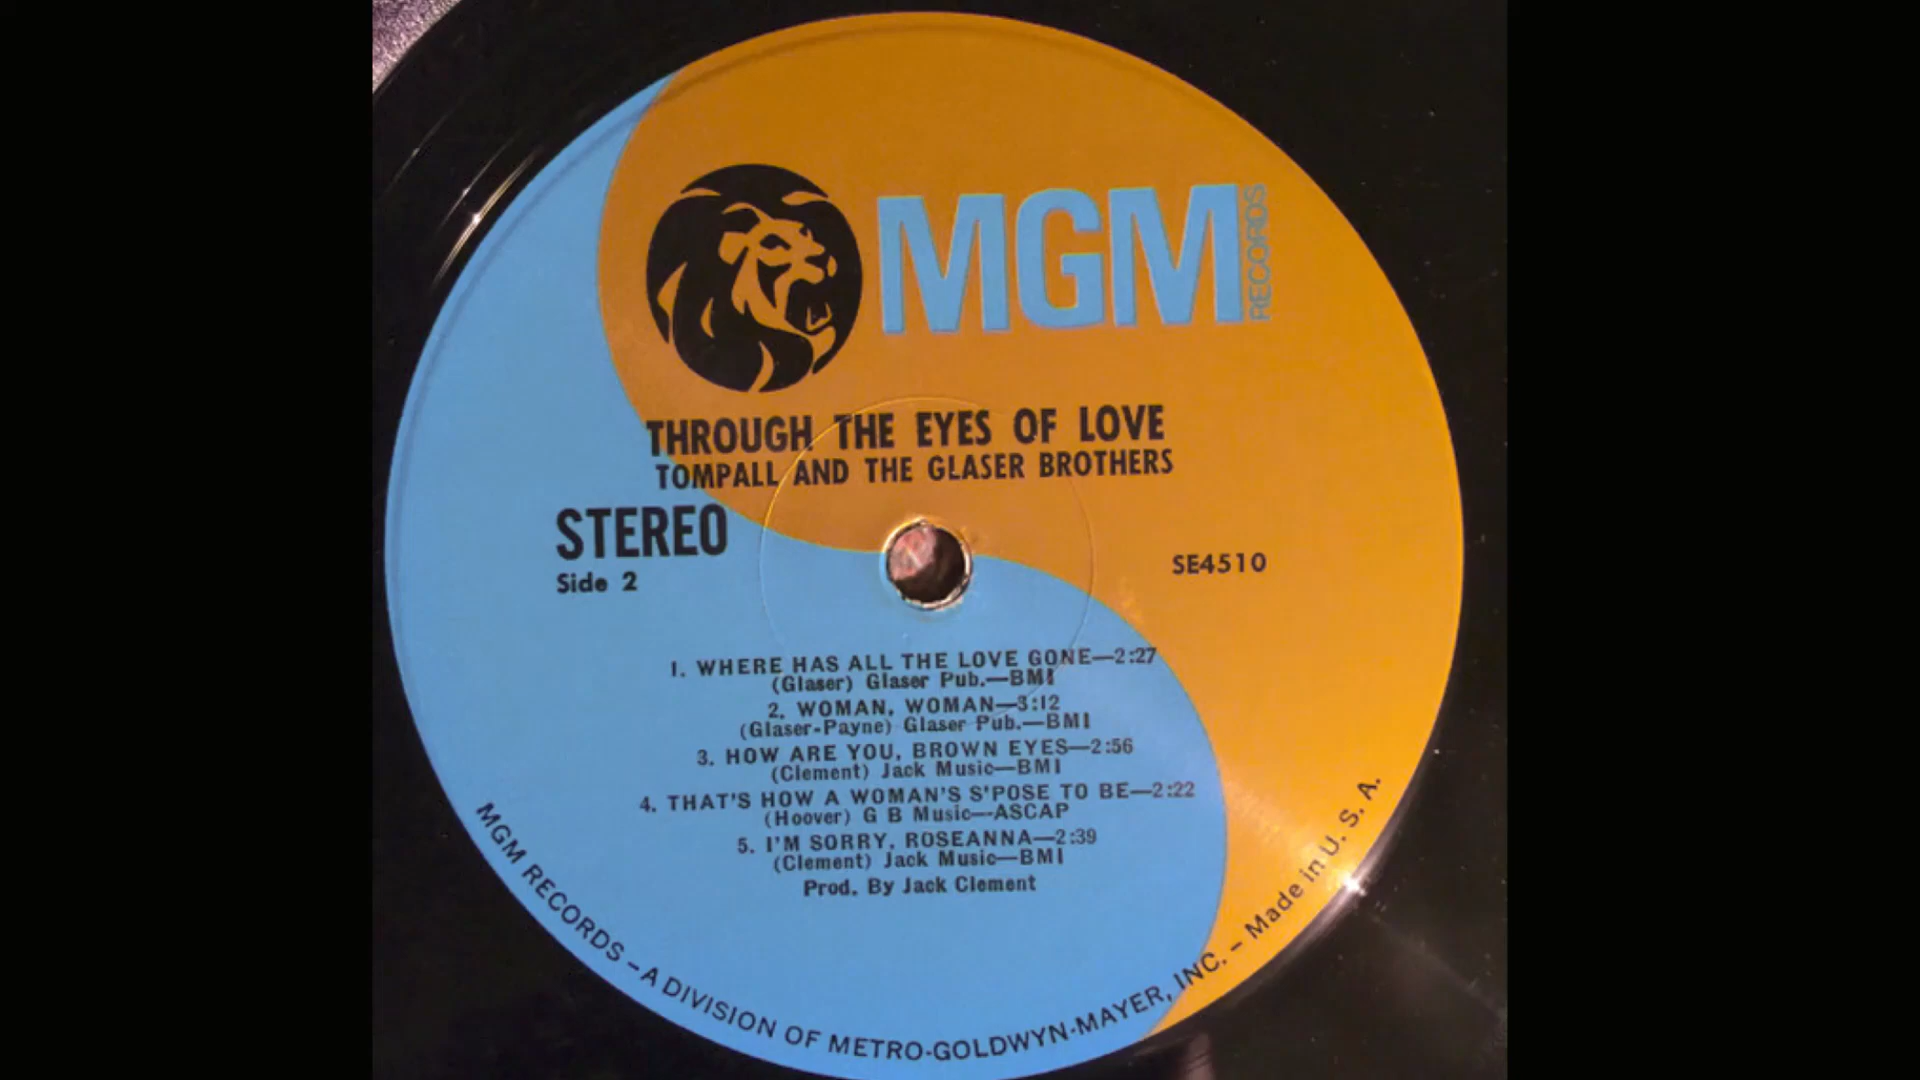 MGM
RECORDS
THROUGH THE EYES OF LOVE
TOMPALL AND THE GLASER BROTHERS
STEREO
Side 2
SE4510
1. WHERE HAS ALL THE LOVE GONE—2:27
(Glaser) Glaser Pub.—BMI
2. WOMAN, WOMAN—3:12
(Glaser-Payne) Glaser Pub.—BMI
3. HOW ARE YOU, BROWN EYES—2:56
(Clement) Jack Music—BMI
4. THAT'S HOW A WOMAN'S S'POSE TO BE—2:22
(Hoover) G B Music—ASCAP
5. I'M SORRY, ROSEANNA—2:39
(Clement) Jack Music—BMI
Prod. By Jack Clement
MGM RECORDS – A DIVISION OF METRO-GOLDWYN-MAYER, INC. – Made in U. S. A.